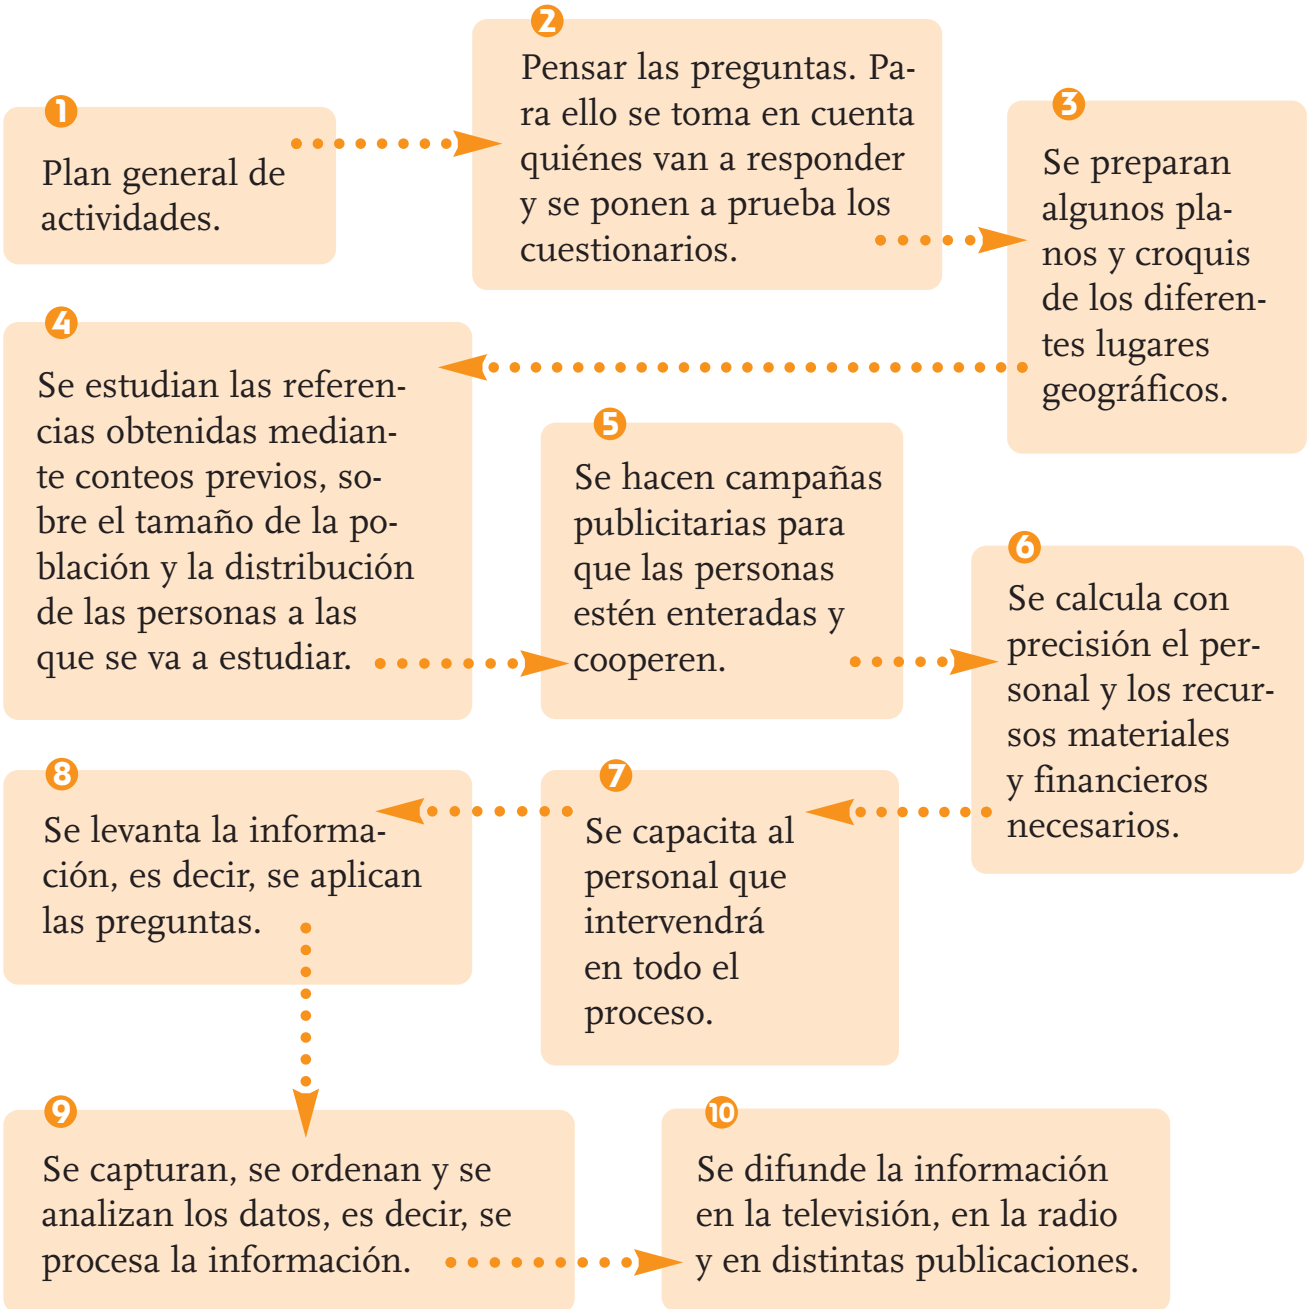 1
Plan general de
actividades.
2
Pensar las preguntas. Pa-
ra ello se toma en cuenta
quiénes van a responder
y se ponen a prueba los
cuestionarios.
3
Se preparan
algunos pla-
nos y croquis
de los diferen-
tes lugares
geográficos.
4
Se estudian las referen-
cias obtenidas median-
te conteos previos, so-
bre el tamaño de la po-
blación y la distribución
de las personas a las
que se va a estudiar.
5
Se hacen campañas
publicitarias para
que las personas
estén enteradas y
cooperen.
6
Se calcula con
precisión el per-
sonal y los recur-
sos materiales
y financieros
necesarios.
7
Se capacita al
personal que
intervendrá
en todo el
proceso.
8
Se levanta la informa-
ción, es decir, se aplican
las preguntas.
9
Se capturan, se ordenan y se
analizan los datos, es decir, se
procesa la información.
10
Se difunde la información
en la televisión, en la radio
y en distintas publicaciones.